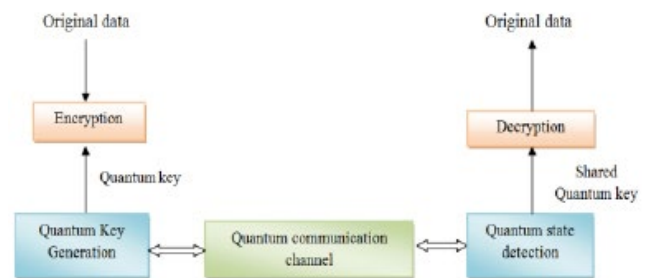 Original data
Original data
Encryption
Decryption
Quantum key
Shared
Quantum key
Quantum Key
Generation
Quantum communication
channel
Quantum state
detection